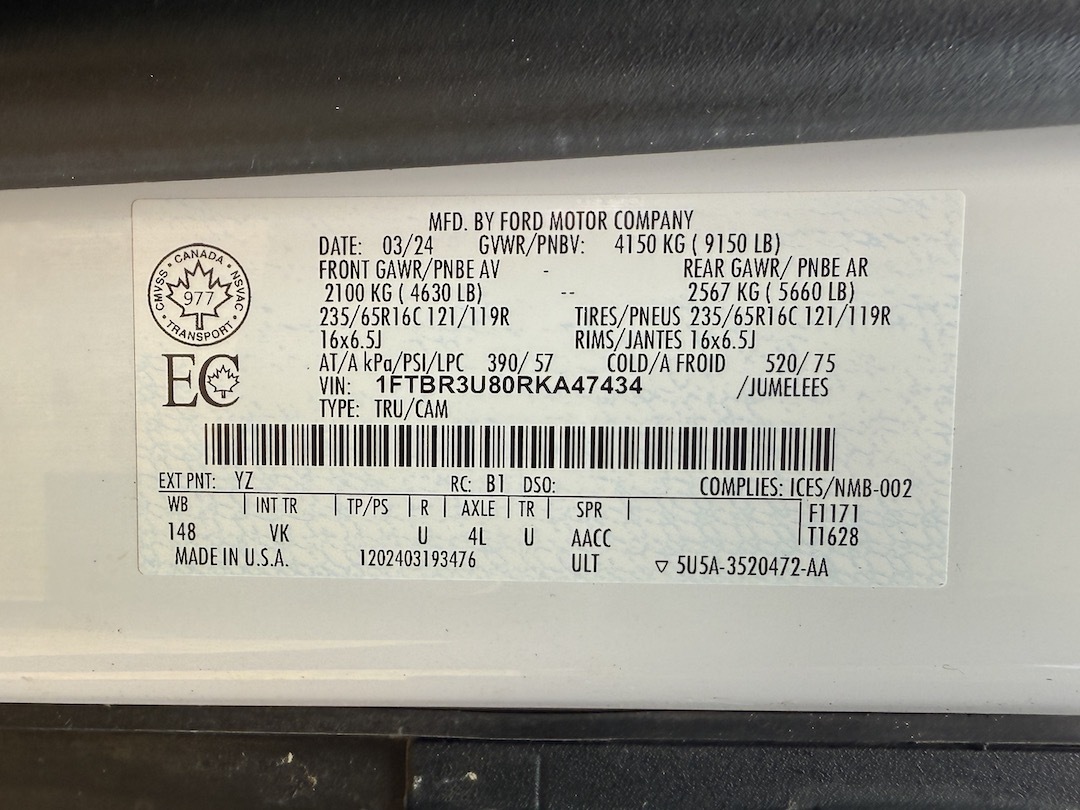 MFD. BY FORD MOTOR COMPANY
DATE: 03/24 GVWR/PNBV: 4150 KG ( 9150 LB)
FRONT GAWR/PNBE AV - REAR GAWR/ PNBE AR
2100 KG ( 4630 LB) -- 2567 KG ( 5660 LB)
235/65R16C 121/119R TIRES/PNEUS 235/65R16C 121/119R
16x6.5J RIMS/JANTES 16x6.5J
AT/A kPa/PSI/LPC 390/ 57 COLD/A FROID 520/ 75
VIN: 1FTBR3U80RKA47434 /JUMELEES
TYPE: TRU/CAM
CANADA • NSVAC • TRANSPORT • CMVSS •
977
EC
EXT PNT: YZ RC: B1 DSO: COMPLIES: ICES/NMB-002
WB | INT TR | TP/PS | R | AXLE | TR | SPR | F1171
148 VK U 4L U AACC T1628
MADE IN U.S.A. 1202403193476 ULT ▽ 5U5A-3520472-AA